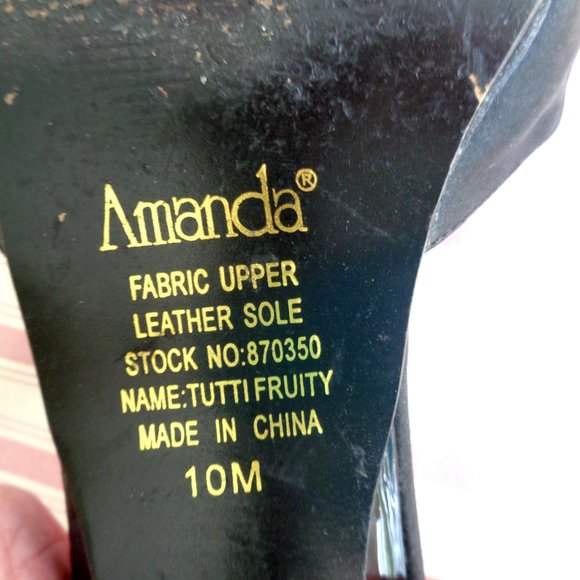 Amanda®
FABRIC UPPER
LEATHER SOLE
STOCK NO:870350
NAME:TUTTI FRUITY
MADE IN CHINA
10M